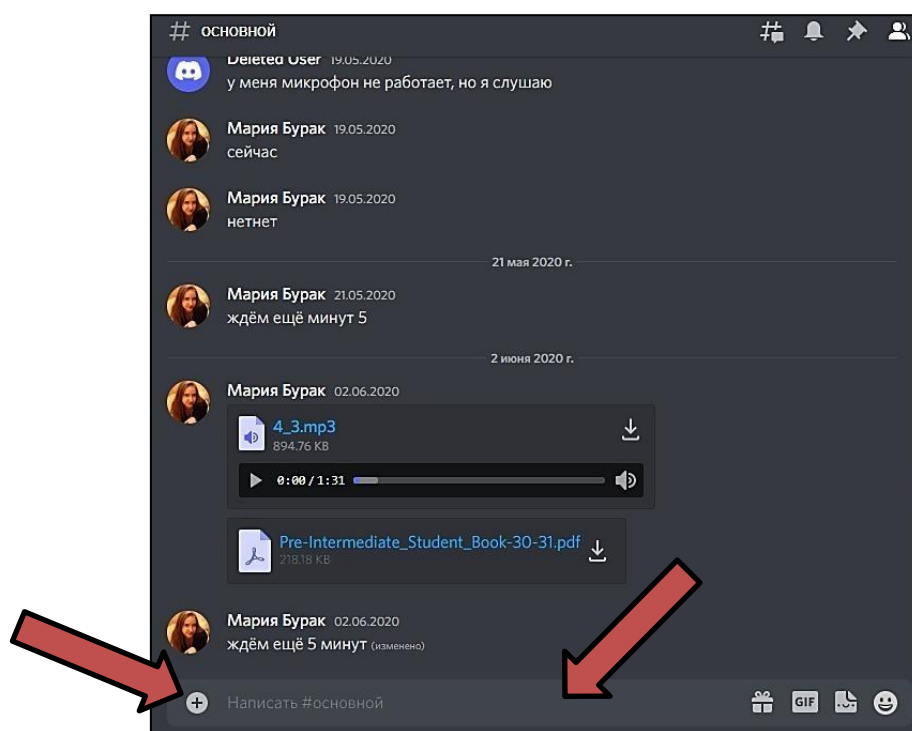 # основной
Deleted User 19.05.2020
у меня микрофон не работает, но я слушаю
Мария Бурак 19.05.2020
сейчас
Мария Бурак 19.05.2020
нетнет
21 мая 2020 г.
Мария Бурак 21.05.2020
ждём ещё минут 5
2 июня 2020 г.
Мария Бурак 02.06.2020
4_3.mp3
894.76 KB
0:00 / 1:31
Pre-Intermediate_Student_Book-30-31.pdf
218.18 KB
Мария Бурак 02.06.2020
ждём ещё 5 минут (изменено)
Написать #основной
GIF